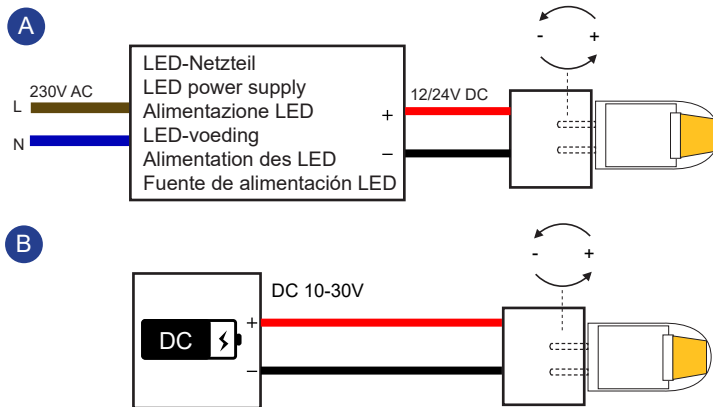 A
230V AC
L
N
LED-Netzteil
LED power supply
Alimentazione LED
LED-voeding
Alimentation des LED
Fuente de alimentación LED
+
−
12/24V DC
- +
B
DC
+
−
DC 10-30V
- +